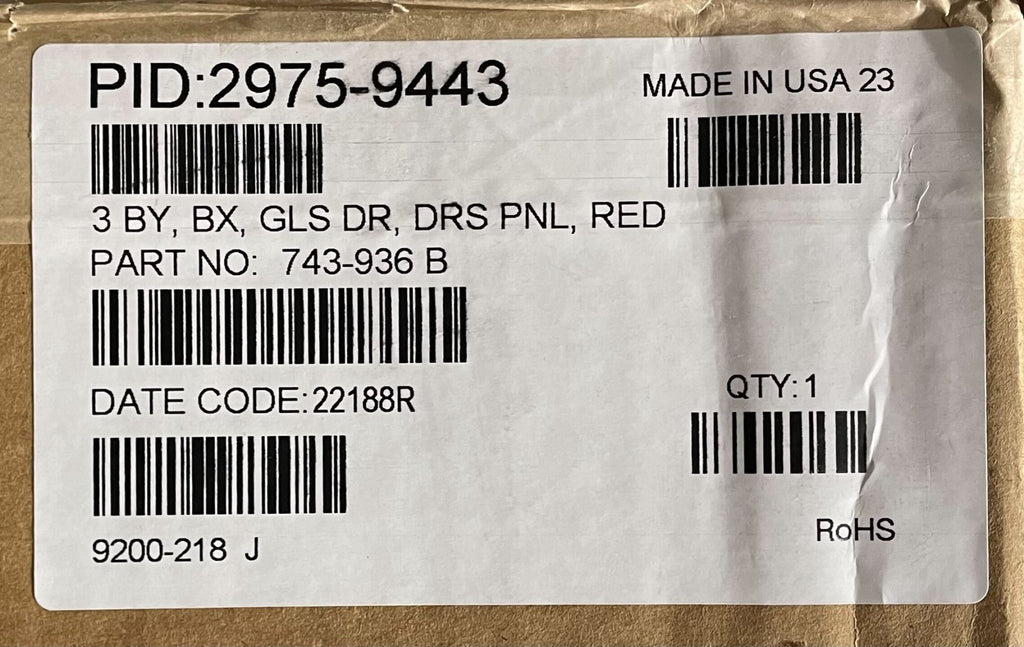 PID:2975-9443
MADE IN USA 23
3 BY, BX, GLS DR, DRS PNL, RED
PART NO: 743-936 B
DATE CODE:22188R
QTY:1
9200-218 J
RoHS